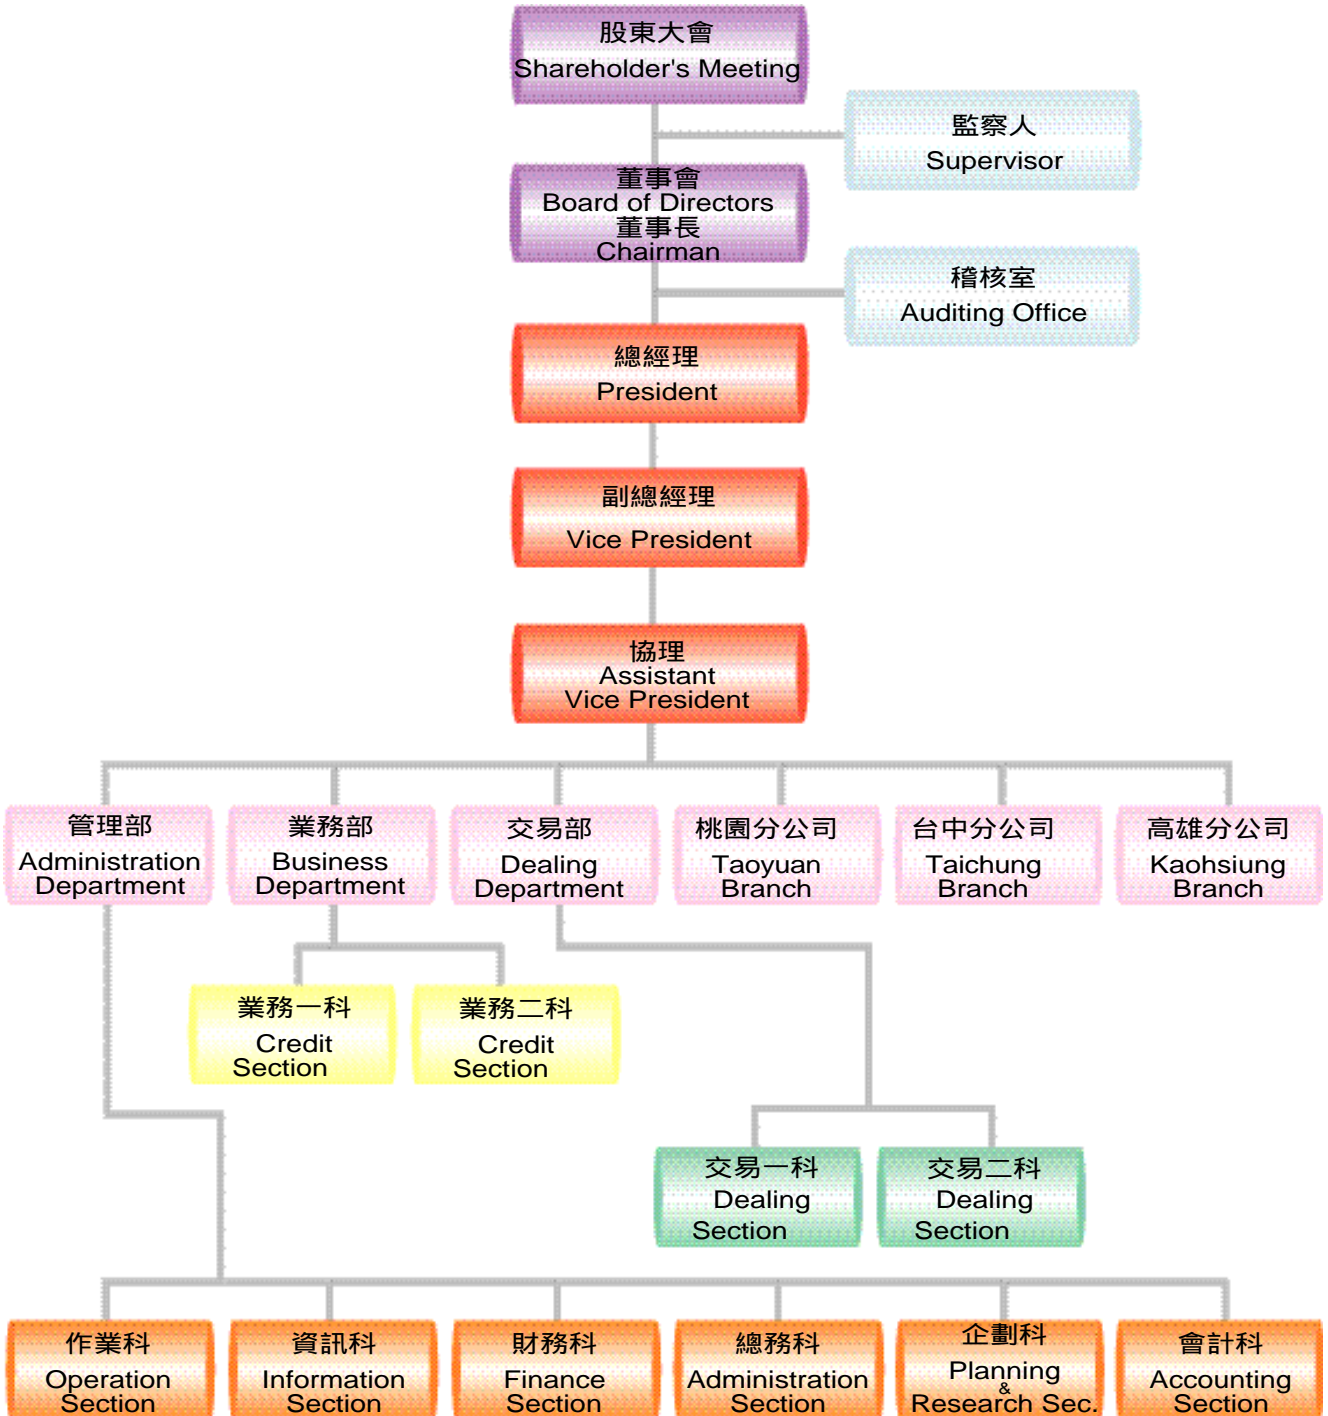 股東大會
Shareholder's Meeting
監察人
Supervisor
董事會
Board of Directors
董事長
Chairman
稽核室
Auditing Office
總經理
President
副總經理
Vice President
協理
Assistant
Vice President
管理部
Administration
Department
業務部
Business
Department
交易部
Dealing
Department
桃園分公司
Taoyuan
Branch
台中分公司
Taichung
Branch
高雄分公司
Kaohsiung
Branch
業務一科
Credit
Section
業務二科
Credit
Section
交易一科
Dealing
Section
交易二科
Dealing
Section
作業科
Operation
Section
資訊科
Information
Section
財務科
Finance
Section
總務科
Administration
Section
企劃科
Planning
&
Research Sec.
會計科
Accounting
Section